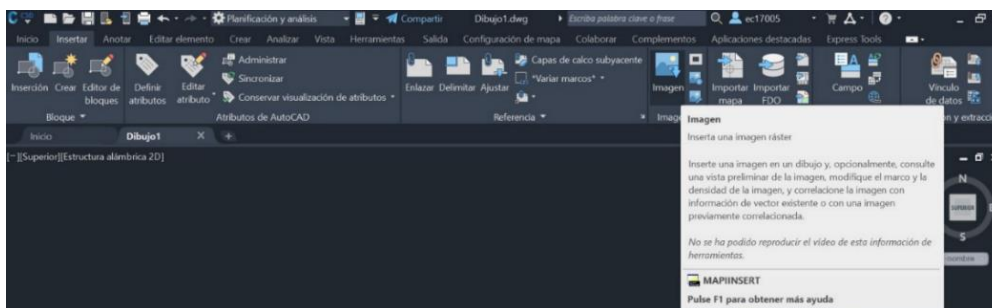 Planificación y análisis Compartir Dibujo1.dwg Escriba palabra clave o frase ec17005
Inicio Insertar Anotar Editar elemento Crear Analizar Vista Herramientas Salida Configuración de mapa Colaborar Complementos Aplicaciones destacadas Express Tools
Administrar
Sincronizar
Conservar visualización de atributos
Inserción Crear Editor de bloques
Definir atributos
Editar atributo
Bloque
Atributos de AutoCAD
Enlazar Delimitar Ajustar
Capas de calco subyacente
*Variar marcos*
Referencia
Imagen
Importar mapa
Importar FDO
Campo
Vínculo de datos
Inicio Dibujo1 X +
[−][Superior][Estructura alámbrica 2D]
Imagen
Inserta una imagen ráster
Inserte una imagen en un dibujo y, opcionalmente, consulte
una vista preliminar de la imagen, modifique el marco y la
densidad de la imagen, y correlacione la imagen con
información de vector existente o con una imagen
previamente correlacionada.
No se ha podido reproducir el vídeo de esta información de
herramientas.
MAPIINSERT
Pulse F1 para obtener más ayuda
N
SUPERIOR
S